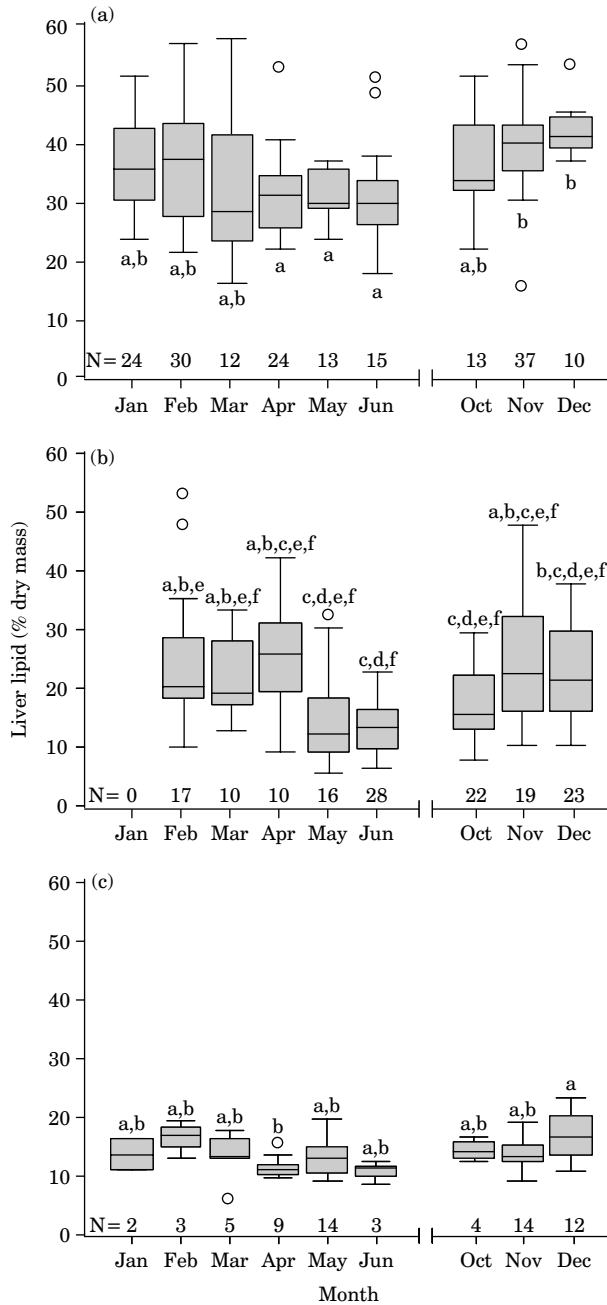 (a)
60
50
40
30
20
10
0
a,b a,b a,b a a a a,b b b
N= 24 30 12 24 13 15 13 37 10
Jan Feb Mar Apr May Jun Oct Nov Dec
(b)
60
50
40
30
20
10
0
Liver lipid (% dry mass)
a,b,e a,b,e,f a,b,c,e,f c,d,e,f c,d,f c,d,e,f a,b,c,e,f b,c,d,e,f
N= 0 17 10 10 16 28 22 19 23
Jan Feb Mar Apr May Jun Oct Nov Dec
(c)
60
50
40
30
20
10
0
a,b a,b a,b b a,b a,b a,b a,b a
N= 2 3 5 9 14 3 4 14 12
Jan Feb Mar Apr May Jun Oct Nov Dec
Month